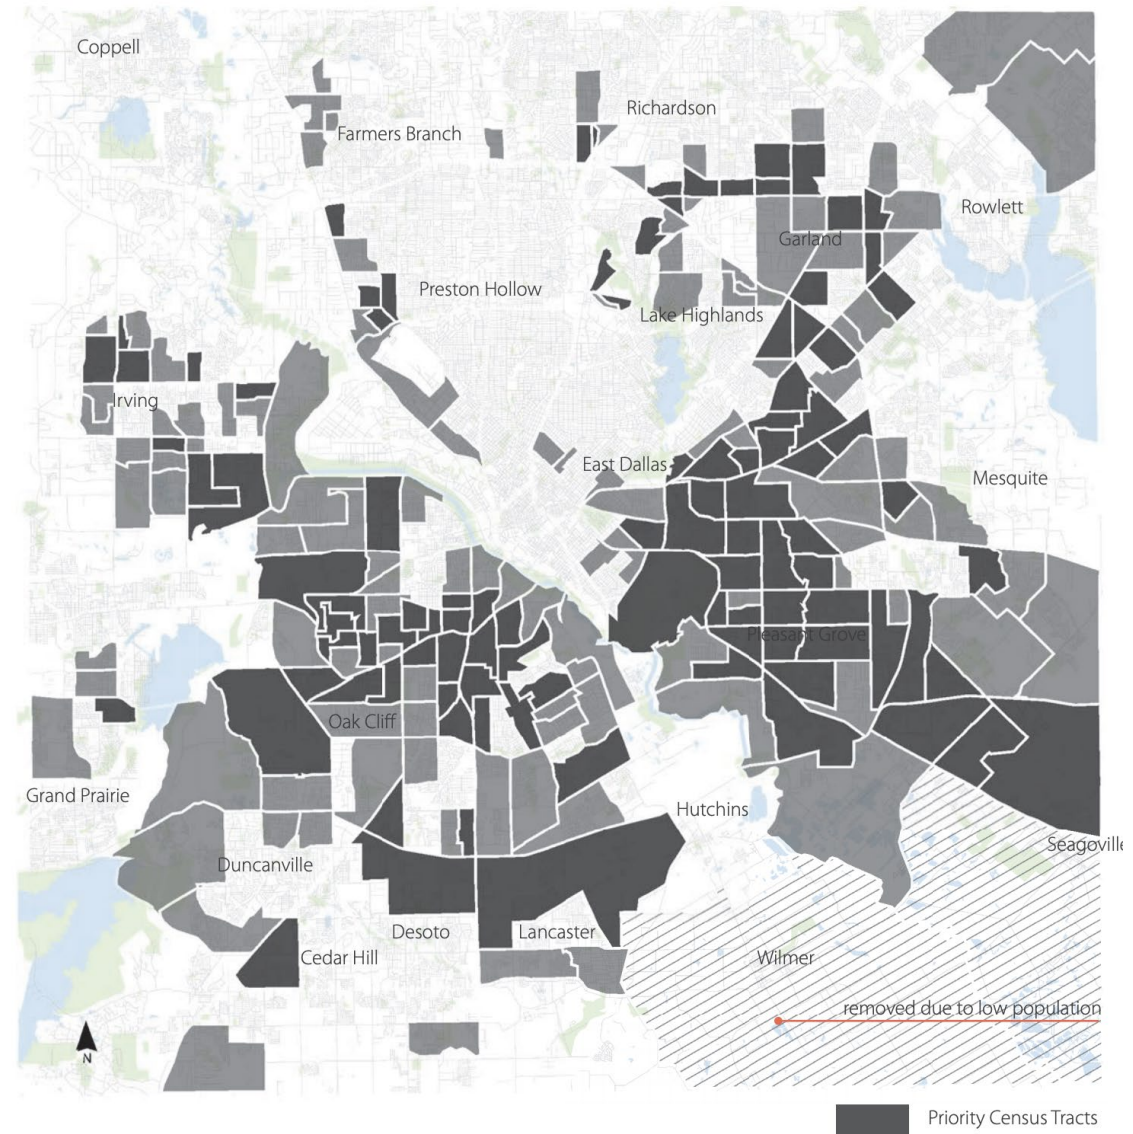 Coppell
Richardson
Farmers Branch
Rowlett
Garland
Preston Hollow
Lake Highlands
Irving
East Dallas
Mesquite
Pleasant Grove
Oak Cliff
Grand Prairie
Hutchins
Seagoville
Duncanville
Desoto
Lancaster
Cedar Hill
Wilmer
removed due to low population
N
Priority Census Tracts